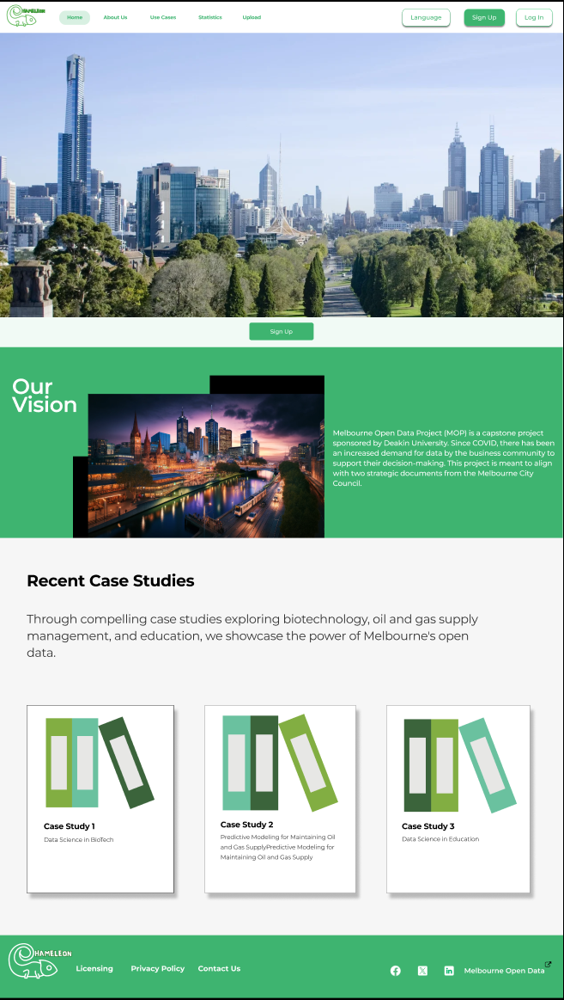 HAMELEON
Home
About Us
Use Cases
Statistics
Upload
Language
Sign Up
Log In
Sign Up
Our
Vision
Melbourne Open Data Project (MOP) is a capstone project
sponsored by Deakin University. Since COVID, there has been
an increased demand for data by the business community to
support their decision-making. This project is meant to align
with two strategic documents from the Melbourne City
Council.
Recent Case Studies
Through compelling case studies exploring biotechnology, oil and gas supply
management, and education, we showcase the power of Melbourne's open
data.
Case Study 1
Data Science in BioTech
Case Study 2
Predictive Modeling for Maintaining Oil
and Gas SupplyPredictive Modeling for
Maintaining Oil and Gas Supply
Case Study 3
Data Science in Education
HAMELEON
Licensing
Privacy Policy
Contact Us
Melbourne Open Data